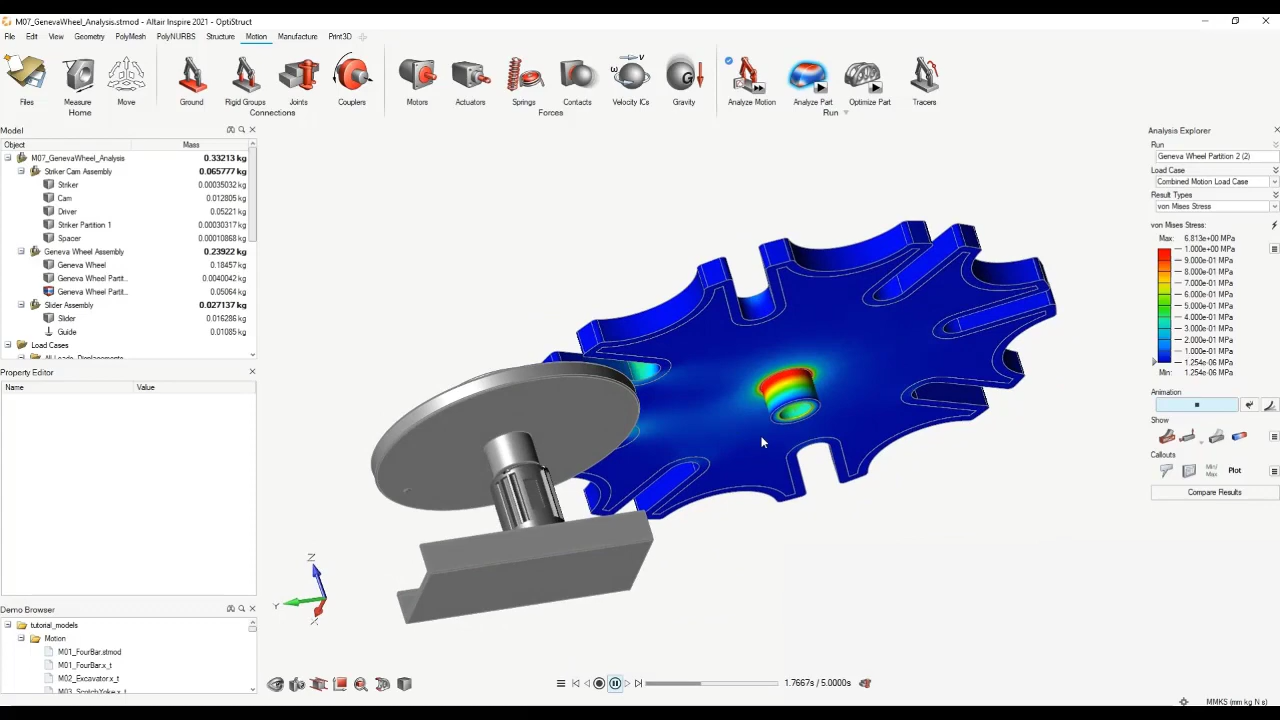 M07_GenevaWheel_Analysis.stmod - Altair Inspire 2021 - OptiStruct
File Edit View Geometry PolyMesh PolyNURBS Structure Motion Manufacture Print3D
Files Measure Move Ground Rigid Groups Joints Couplers Motors Actuators Springs Contacts Velocity ICs Gravity Analyze Motion Analyze Part Optimize Part Tracers
Home Connections Forces Run
Model
Object Mass
M07_GenevaWheel_Analysis 0.33213 kg
Striker Cam Assembly 0.065777 kg
Striker 0.00035032 kg
Cam 0.012805 kg
Driver 0.05221 kg
Striker Partition 1 0.00030317 kg
Spacer 0.00010868 kg
Geneva Wheel Assembly 0.23922 kg
Geneva Wheel 0.18457 kg
Geneva Wheel Partit... 0.0040042 kg
Geneva Wheel Partit... 0.05064 kg
Slider Assembly 0.027137 kg
Slider 0.016286 kg
Guide 0.01085 kg
Load Cases
All Loads, Displacements
Property Editor
Name Value
Demo Browser
tutorial_models
Motion
M01_FourBar.stmod
M01_FourBar.x_t
M02_Excavator.x_t
M03_ScotchYoke.x_t
Z
Y
X
1.7667s / 5.0000s
Analysis Explorer
Run
Geneva Wheel Partition 2 (2)
Load Case
Combined Motion Load Case
Result Types
von Mises Stress
von Mises Stress:
Max: 6.813e+00 MPa
1.000e+00 MPa
9.000e-01 MPa
8.000e-01 MPa
7.000e-01 MPa
6.000e-01 MPa
5.000e-01 MPa
4.000e-01 MPa
3.000e-01 MPa
2.000e-01 MPa
1.000e-01 MPa
1.254e-06 MPa
Min: 1.254e-06 MPa
Animation
Show
Callouts
Min/
Max
Plot
Compare Results
MMKS (mm kg N s)